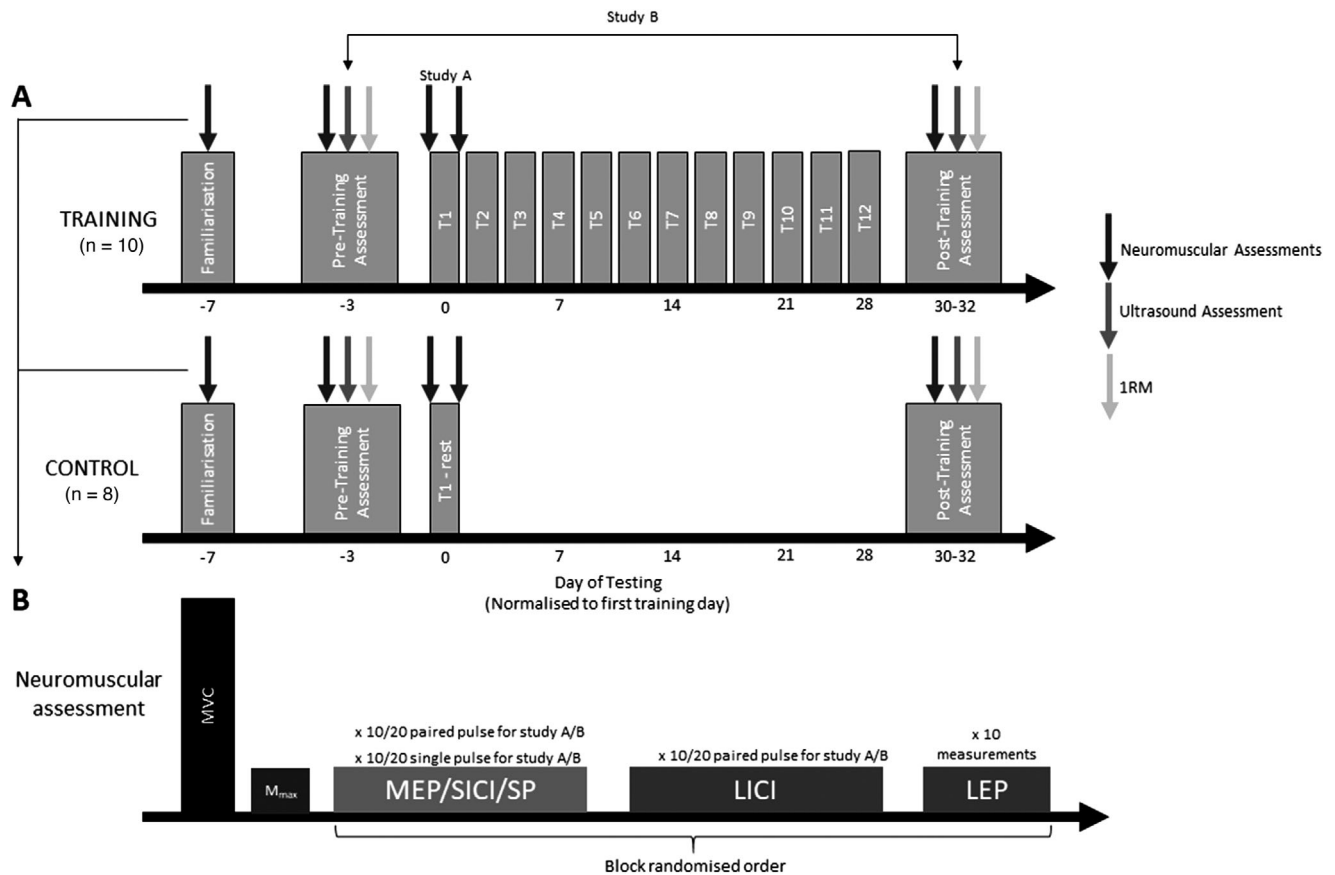 Study B
A
Study A
TRAINING
(n = 10)
Familiarisation
Pre-Training
Assessment
T1
T2
T3
T4
T5
T6
T7
T8
T9
T10
T11
T12
Post-Training
Assessment
-7
-3
0
7
14
21
28
30-32
Neuromuscular Assessments
Ultrasound Assessment
1RM
CONTROL
(n = 8)
Familiarisation
Pre-Training
Assessment
T1 - rest
Post-Training
Assessment
-7
-3
0
7
14
21
28
30-32
Day of Testing
(Normalised to first training day)
B
Neuromuscular
assessment
MVC
Mmax
x 10/20 paired pulse for study A/B
x 10/20 single pulse for study A/B
MEP/SICI/SP
x 10/20 paired pulse for study A/B
LICI
x 10
measurements
LEP
Block randomised order